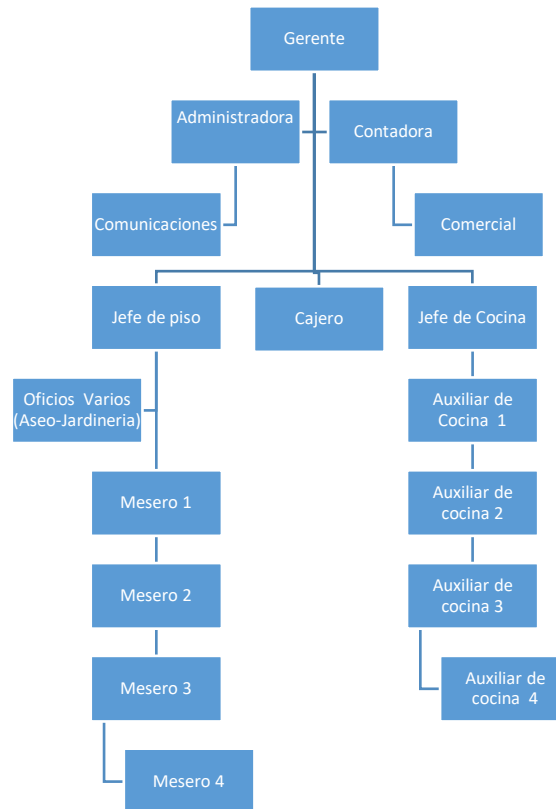 Gerente
Administradora
Contadora
Comunicaciones
Comercial
Jefe de piso
Cajero
Jefe de Cocina
Oficios Varios
(Aseo-Jardineria)
Auxiliar de
Cocina 1
Mesero 1
Auxiliar de
cocina 2
Mesero 2
Auxiliar de
cocina 3
Mesero 3
Auxiliar de
cocina 4
Mesero 4